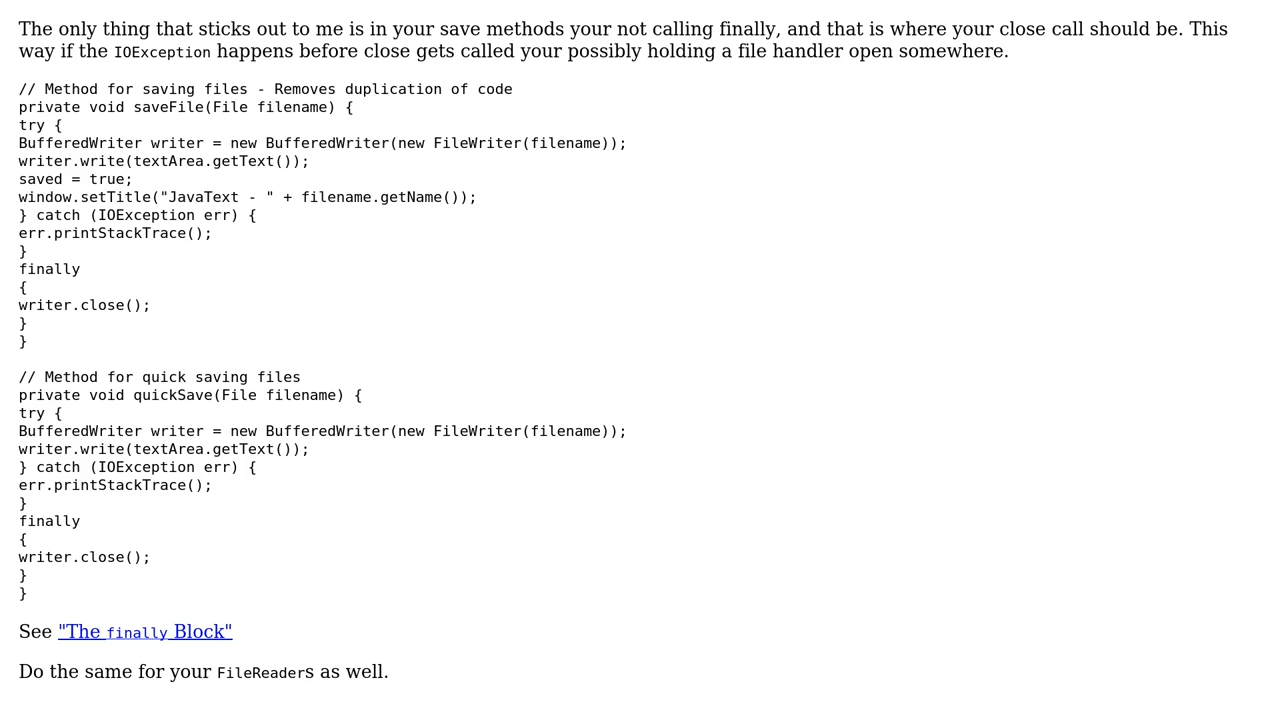 The only thing that sticks out to me is in your save methods your not calling finally, and that is where your close call should be. This
way if the IOException happens before close gets called your possibly holding a file handler open somewhere.
// Method for saving files - Removes duplication of code
private void saveFile(File filename) {
try {
BufferedWriter writer = new BufferedWriter(new FileWriter(filename));
writer.write(textArea.getText());
saved = true;
window.setTitle("JavaText - " + filename.getName());
} catch (IOException err) {
err.printStackTrace();
}
finally
{
writer.close();
}
}
// Method for quick saving files
private void quickSave(File filename) {
try {
BufferedWriter writer = new BufferedWriter(new FileWriter(filename));
writer.write(textArea.getText());
} catch (IOException err) {
err.printStackTrace();
}
finally
{
writer.close();
}
}
See "The finally Block"
Do the same for your FileReaders as well.